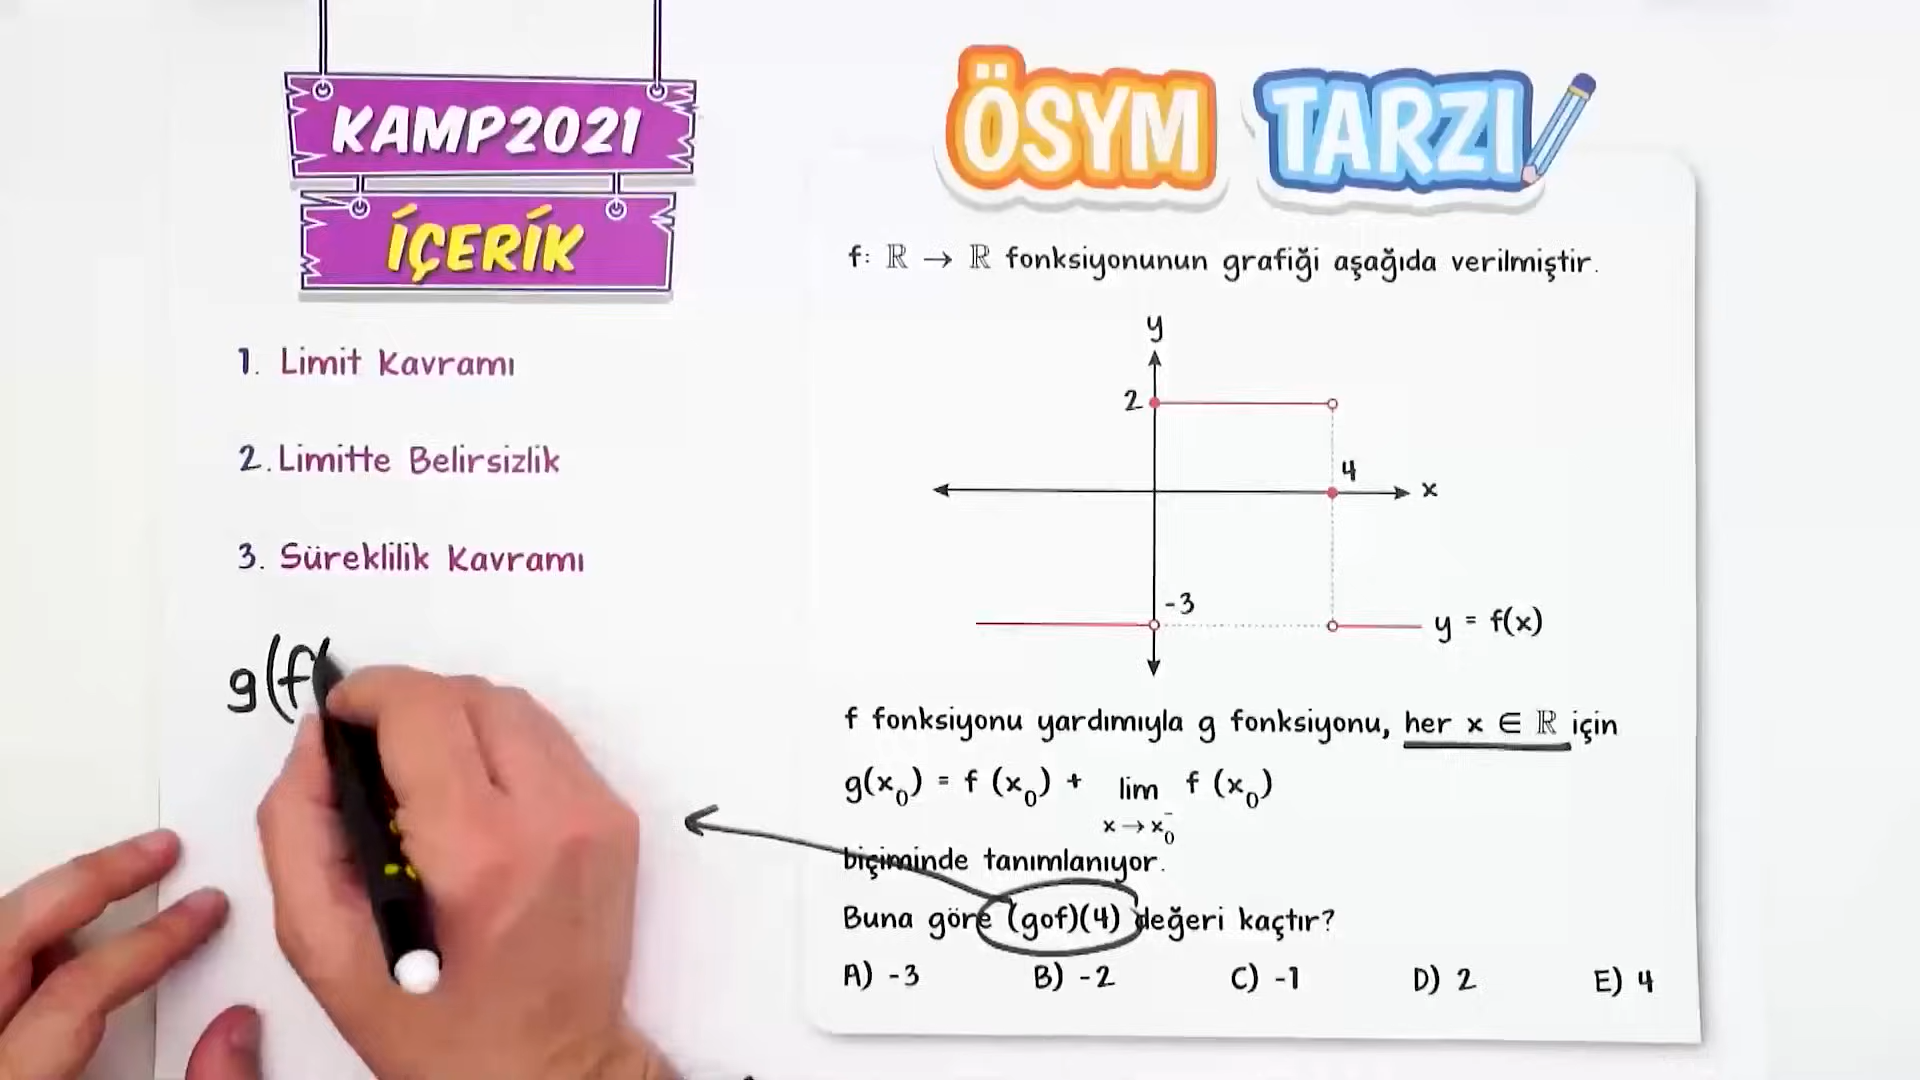 KAMP2021
İÇERİK
1. Limit Kavramı
2. Limitte Belirsizlik
3. Süreklilik Kavramı
g(f(
ÖSYM TARZI
f: ℝ → ℝ fonksiyonunun grafiği aşağıda verilmiştir.
y
2
4
x
-3
y = f(x)
f fonksiyonu yardımıyla g fonksiyonu, her x ∈ ℝ için
g(x₀) = f (x₀) + lim f (x₀)
x → x₀⁻
biçiminde tanımlanıyor.
Buna göre (gof)(4) değeri kaçtır?
A) -3 B) -2 C) -1 D) 2 E) 4